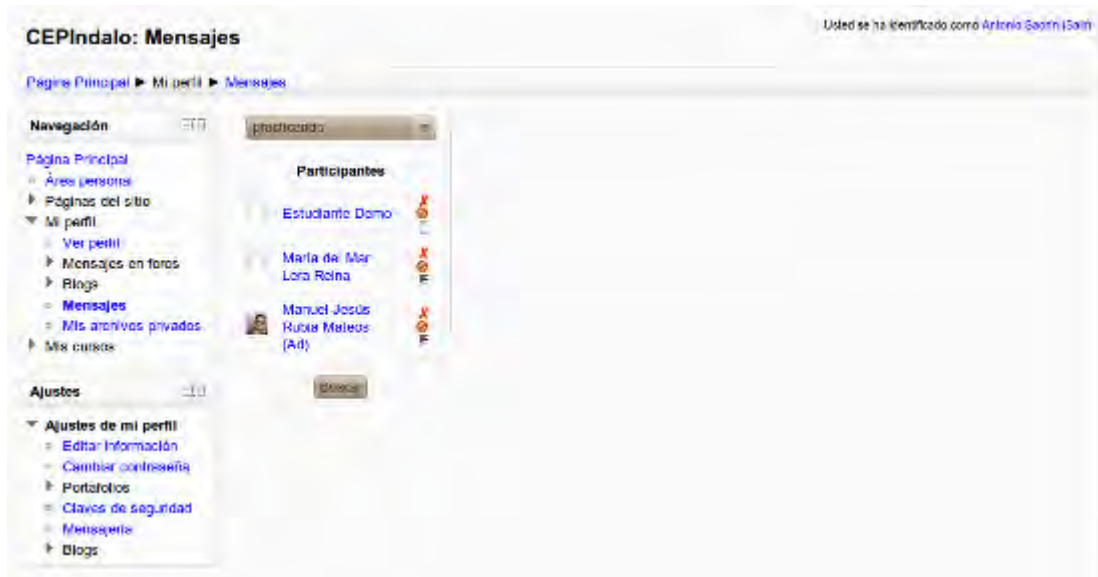 CEPIndalo: Mensajes
Usted se ha identificado como Antonio (Salir)
Página Principal ► Mi perfil ► Mensajes
Navegación
Página Principal
Área personal
Páginas del sitio
Mi perfil
Ver perfil
Mensajes en foros
Blogs
Mensajes
Mis archivos privados
Mis cursos
Ajustes
Ajustes de mi perfil
Editar información
Cambiar contraseña
Portafolios
Claves de seguridad
Mensajería
Blogs
practicando
Participantes
Estudiante Demo
María del Mar
Lera Reina
Manuel Jesús
Rubia Mateos
(Ad)